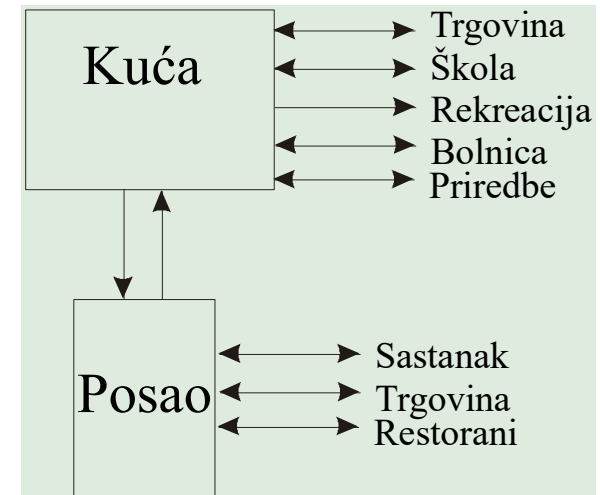 Kuća
Trgovina
Škola
Rekreacija
Bolnica
Priredbe
Posao
Sastanak
Trgovina
Restorani